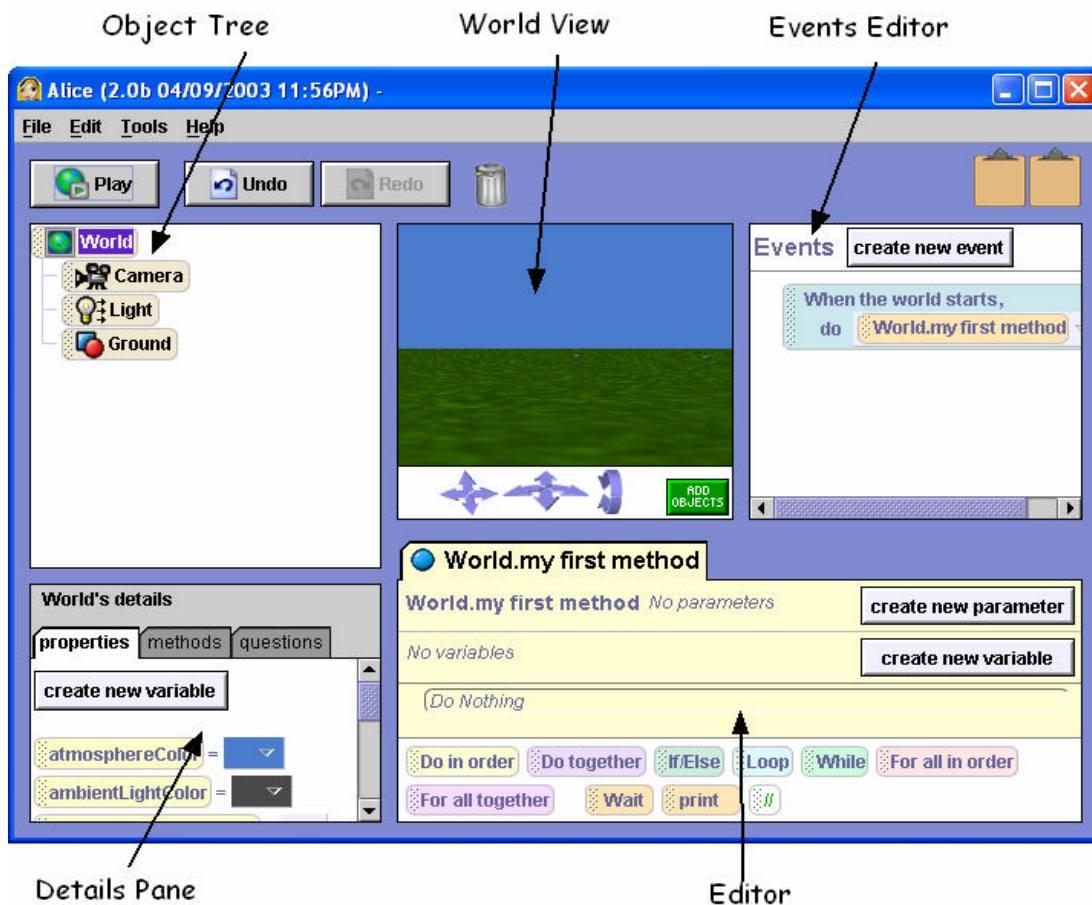 Object Tree
World View
Events Editor
Alice (2.0b 04/09/2003 11:56PM) -
File Edit Tools Help
Play
Undo
Redo
World
Camera
Light
Ground
ADD
OBJECTS
Events
create new event
When the world starts,
do World.my first method
World's details
properties methods questions
create new variable
atmosphereColor =
ambientLightColor =
World.my first method
World.my first method No parameters
create new parameter
No variables
create new variable
Do Nothing
Do in order Do together If/Else Loop While For all in order
For all together Wait print //
Details Pane
Editor